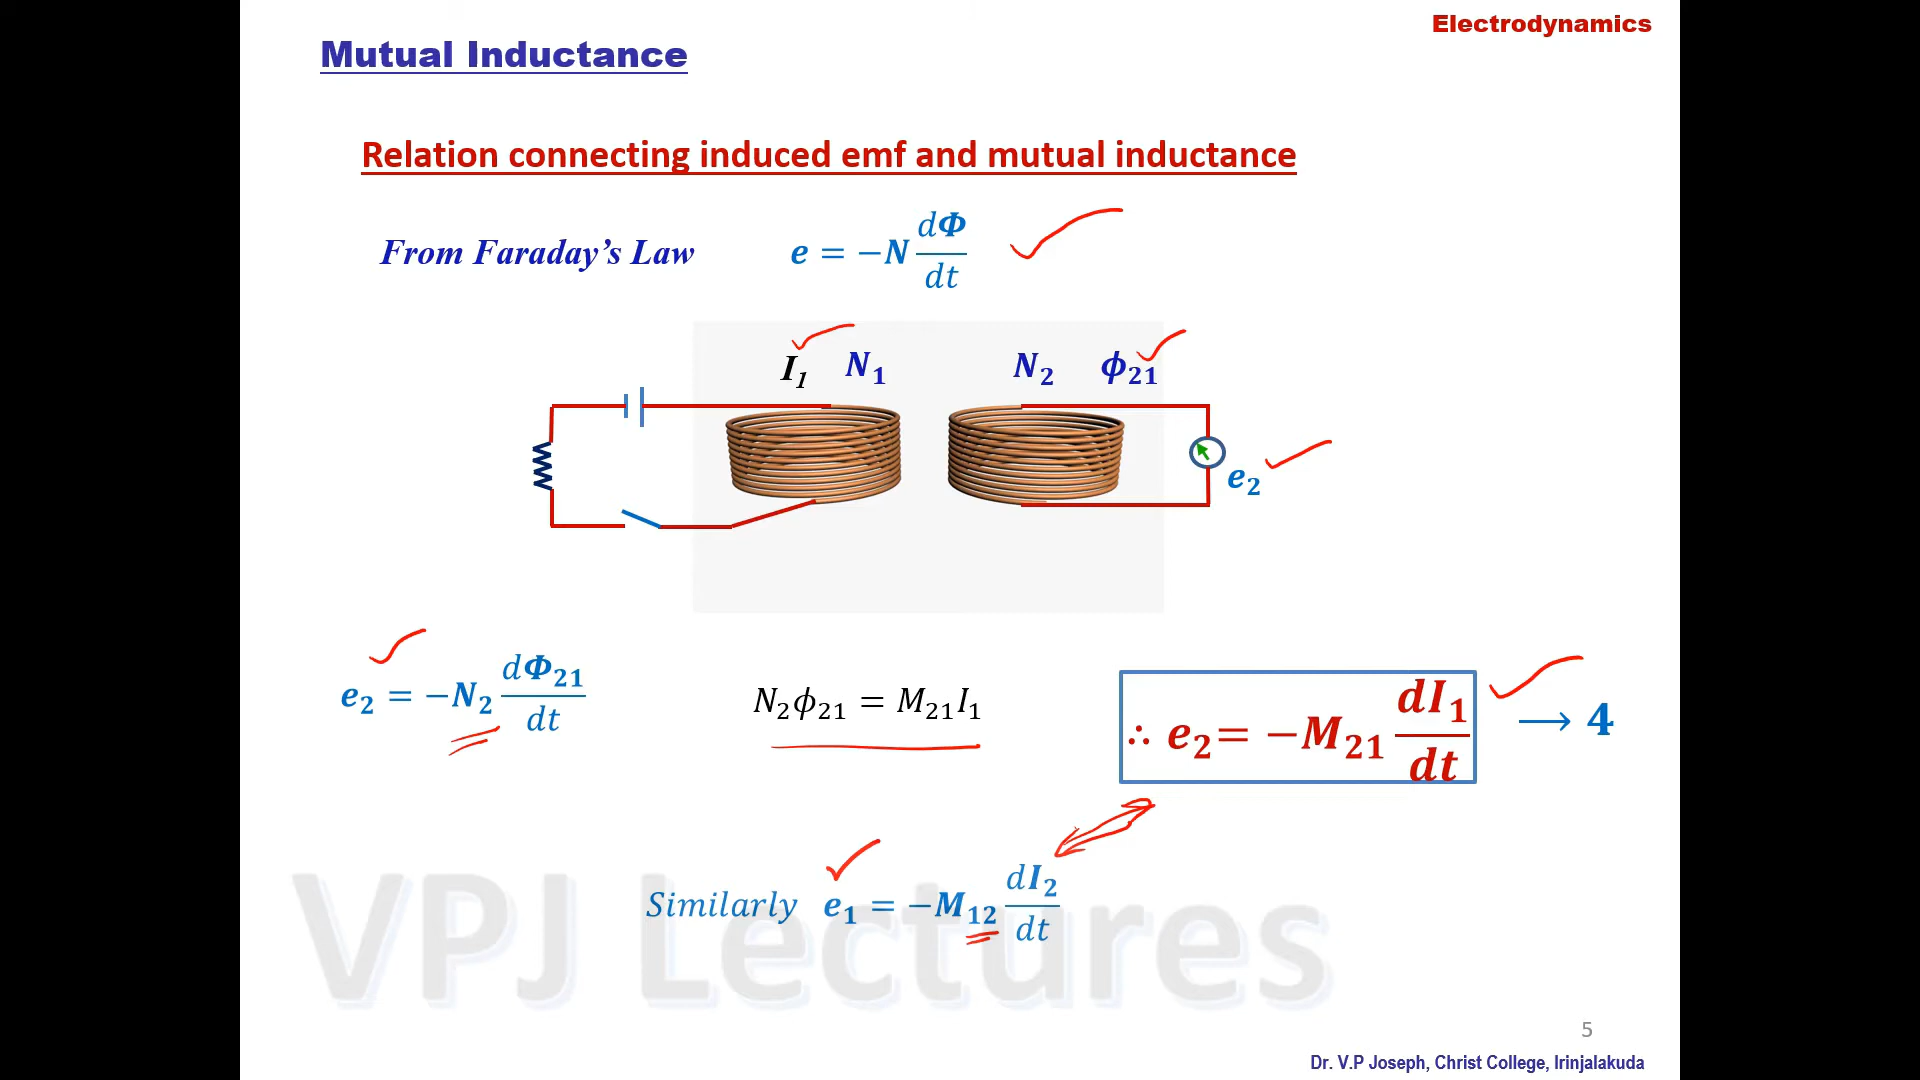 Electrodynamics
Mutual Inductance
Relation connecting induced emf and mutual inductance
From Faraday's Law e = −N dΦ/dt
I₁ N₁ N₂ ϕ₂₁
e₂
e₂ = −N₂ dΦ₂₁/dt N₂ϕ₂₁ = M₂₁I₁ ∴ e₂= −M₂₁ dI₁/dt → 4
Similarly e₁ = −M₁₂ dI₂/dt
VPJ Lectures
5
Dr. V.P Joseph, Christ College, Irinjalakuda